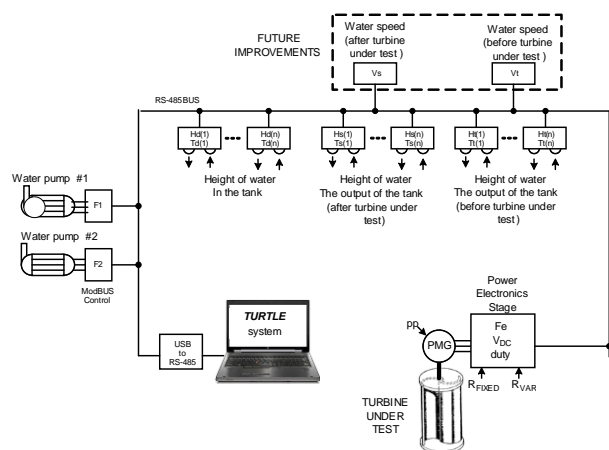 FUTURE
IMPROVEMENTS
Water speed
(after turbine
under test )
Water speed
(before turbine
under test )
Vs
Vt
RS-485BUS
Hd(1)
Td(1)
Hd(n)
Td(n)
Hs(1)
Ts(1)
Hs(n)
Ts(n)
Ht(1)
Tt(1)
Ht(n)
Tt(n)
Height of water
In the tank
Height of water
The output of the tank
(after turbine under
test )
Height of water
The output of the tank
(before turbine under
test)
Water pump #1
F1
Water pump #2
F2
ModBUS
Control
USB
to
RS-485
TURTLE
system
Power
Electronics
Stage
pp
PMG
Fe
VDC
duty
RFIXED
RVAR
TURBINE
UNDER
TEST